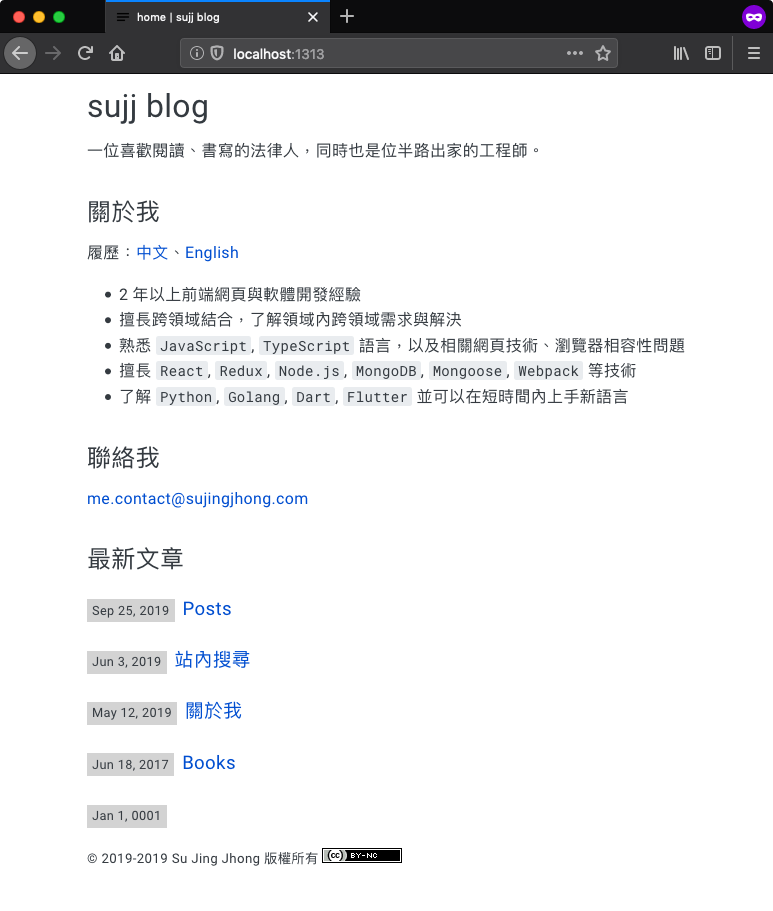 home | sujj blog
localhost:1313
sujj blog
一位喜歡閱讀、書寫的法律人，同時也是位半路出家的工程師。
關於我
履歷：中文、English
2 年以上前端網頁與軟體開發經驗
擅長跨領域結合，了解領域內跨領域需求與解決
熟悉 JavaScript, TypeScript 語言，以及相關網頁技術、瀏覽器相容性問題
擅長 React, Redux, Node.js, MongoDB, Mongoose, Webpack 等技術
了解 Python, Golang, Dart, Flutter 並可以在短時間內上手新語言
聯絡我
me.contact@sujingjhong.com
最新文章
Sep 25, 2019 Posts
Jun 3, 2019 站內搜尋
May 12, 2019 關於我
Jun 18, 2017 Books
Jan 1, 0001
© 2019-2019 Su Jing Jhong 版權所有 (cc) BY-NC